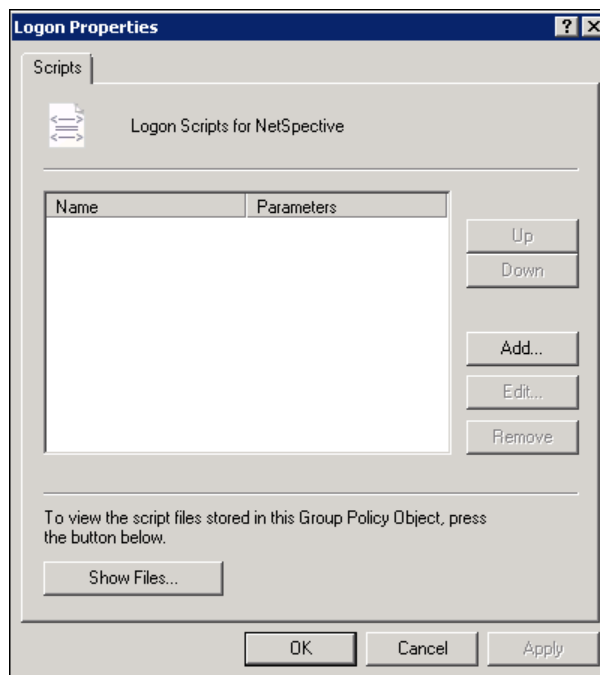 Logon Properties
Scripts
Logon Scripts for NetSpective
Name Parameters
Up
Down
Add...
Edit...
Remove
To view the script files stored in this Group Policy Object, press
the button below.
Show Files...
OK Cancel Apply